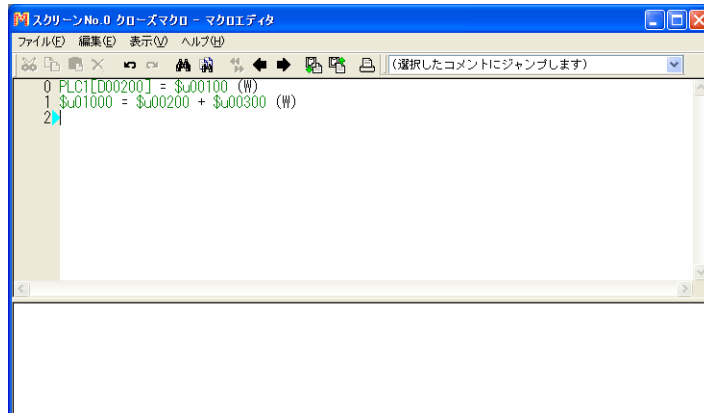 スクリーンNo.0 クローズマクロ - マクロエディタ
ファイル(F) 編集(E) 表示(V) ヘルプ(H)
(選択したコメントにジャンプします)
0 PLC1[D00200] = $u00100 (W)
1 $u01000 = $u00200 + $u00300 (W)
2